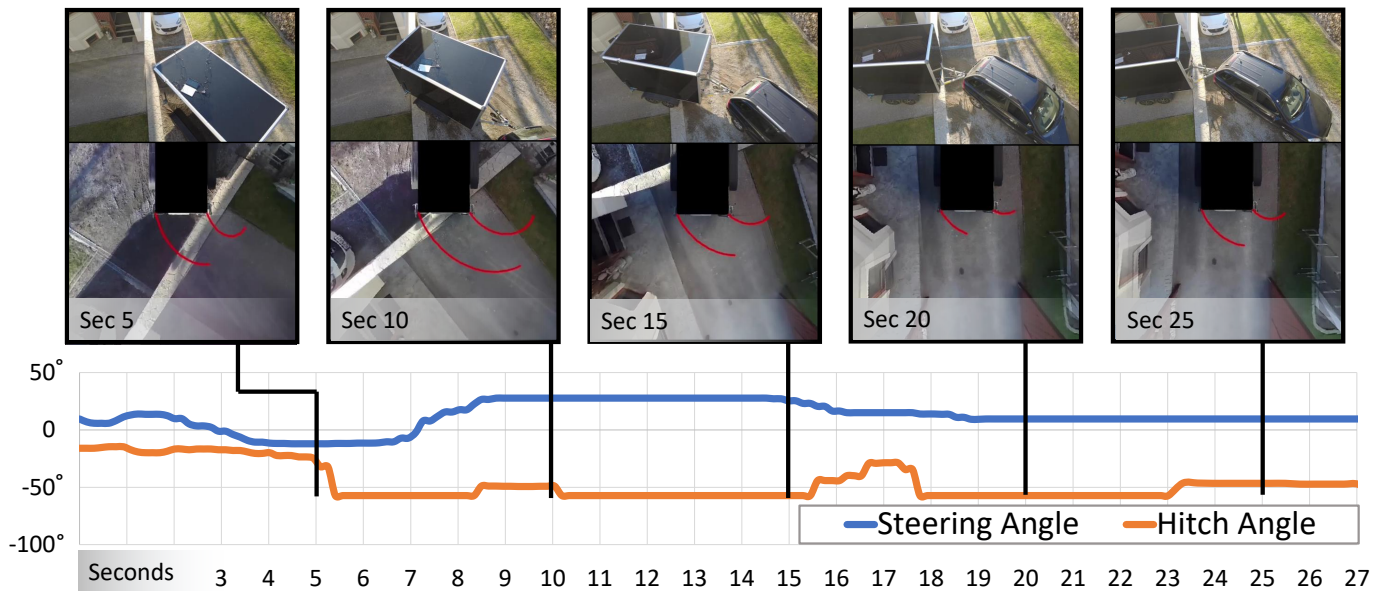 Sec 5
Sec 10
Sec 15
Sec 20
Sec 25
50°
0
-50°
-100°
Steering Angle
Hitch Angle
Seconds 3 4 5 6 7 8 9 10 11 12 13 14 15 16 17 18 19 20 21 22 23 24 25 26 27